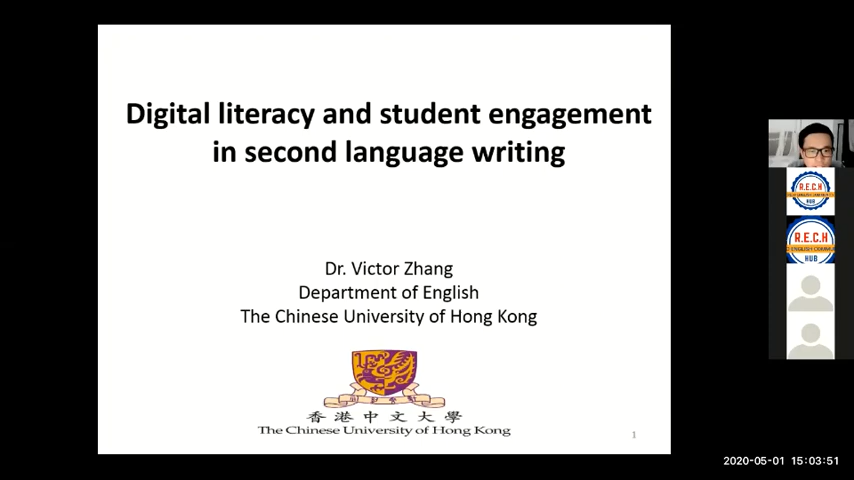 Digital literacy and student engagement
in second language writing
Dr. Victor Zhang
Department of English
The Chinese University of Hong Kong
香港中文大學
The Chinese University of Hong Kong
1
R.E.C.H
HUB
R.E.C.H
HUB
2020-05-01 15:03:51